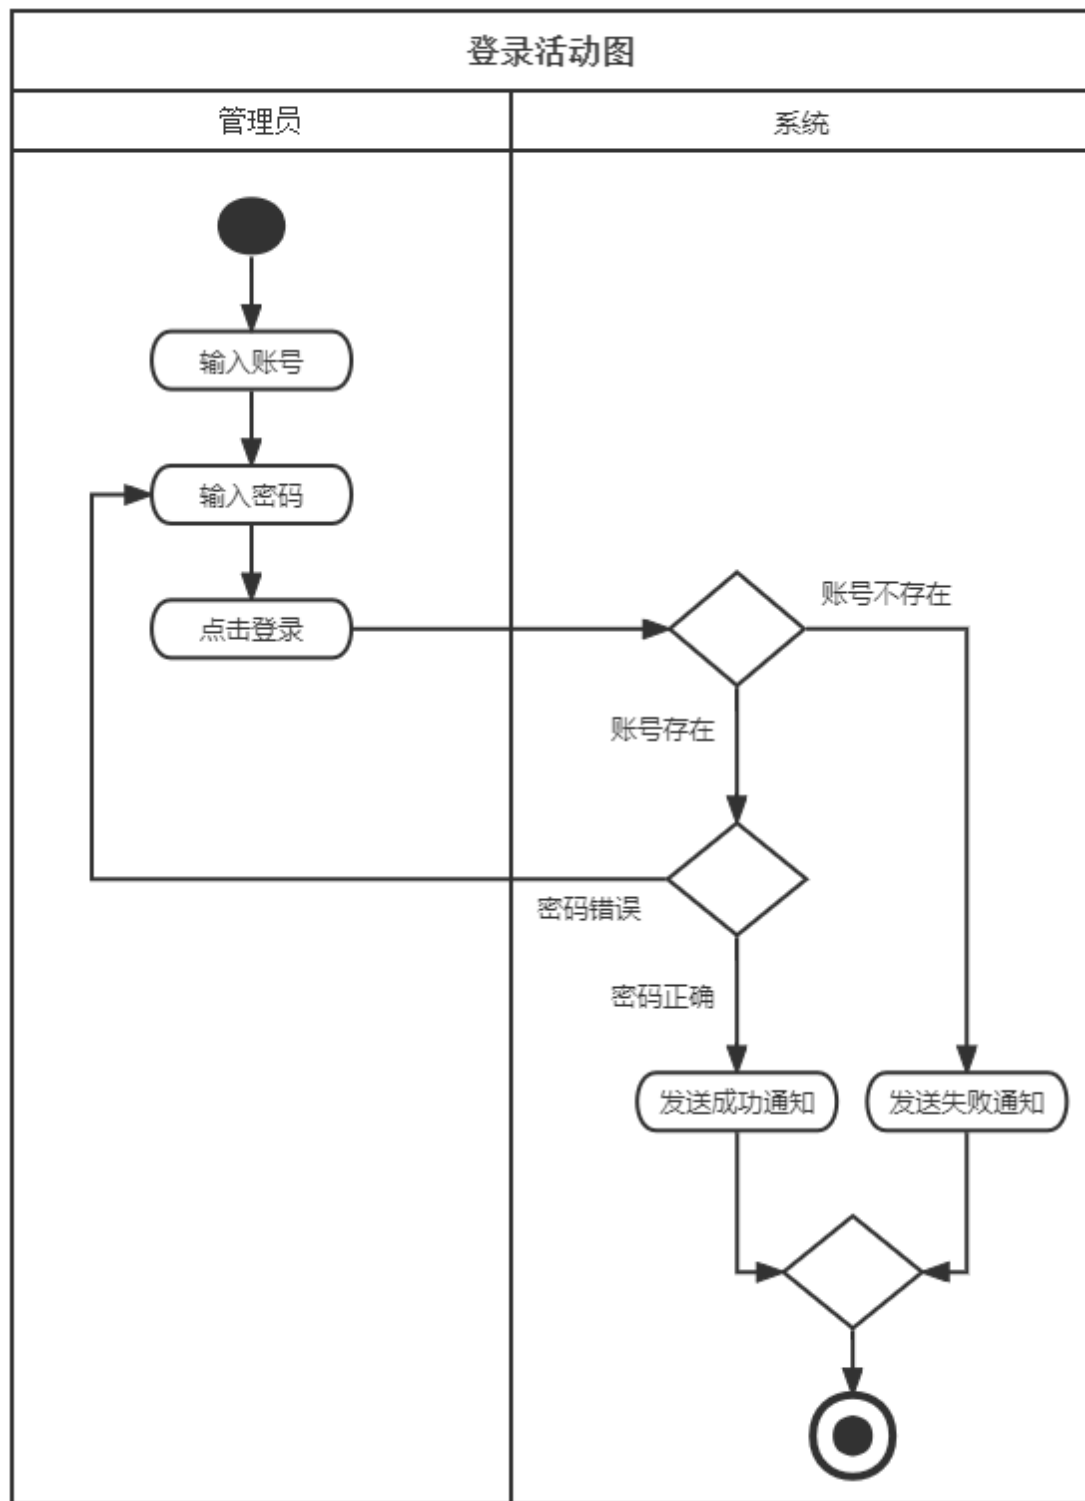 登录活动图
管理员
系统
输入账号
输入密码
点击登录
账号不存在
账号存在
密码错误
密码正确
发送成功通知
发送失败通知